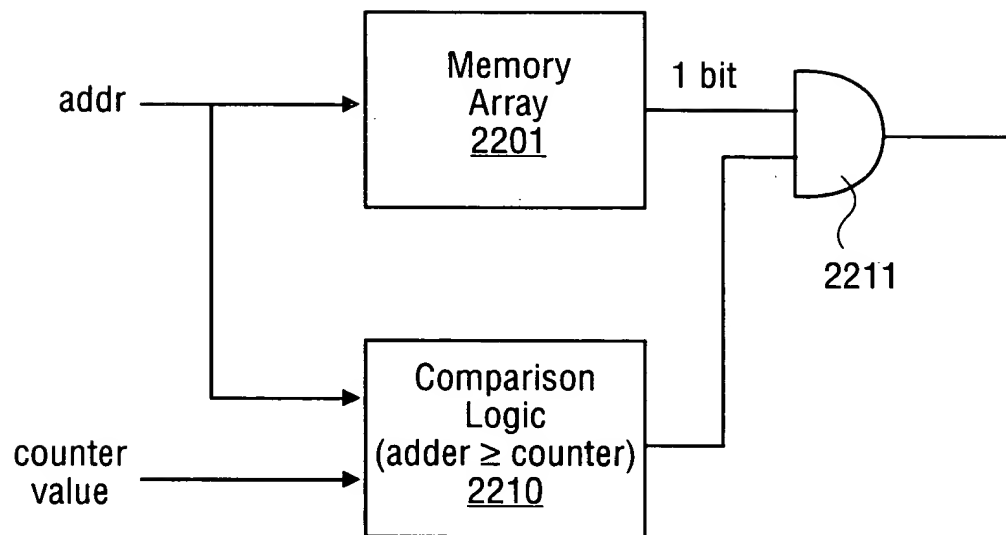 Memory
Array
2201
1 bit
addr
2211
Comparison
Logic
(adder ≥ counter)
2210
counter
value